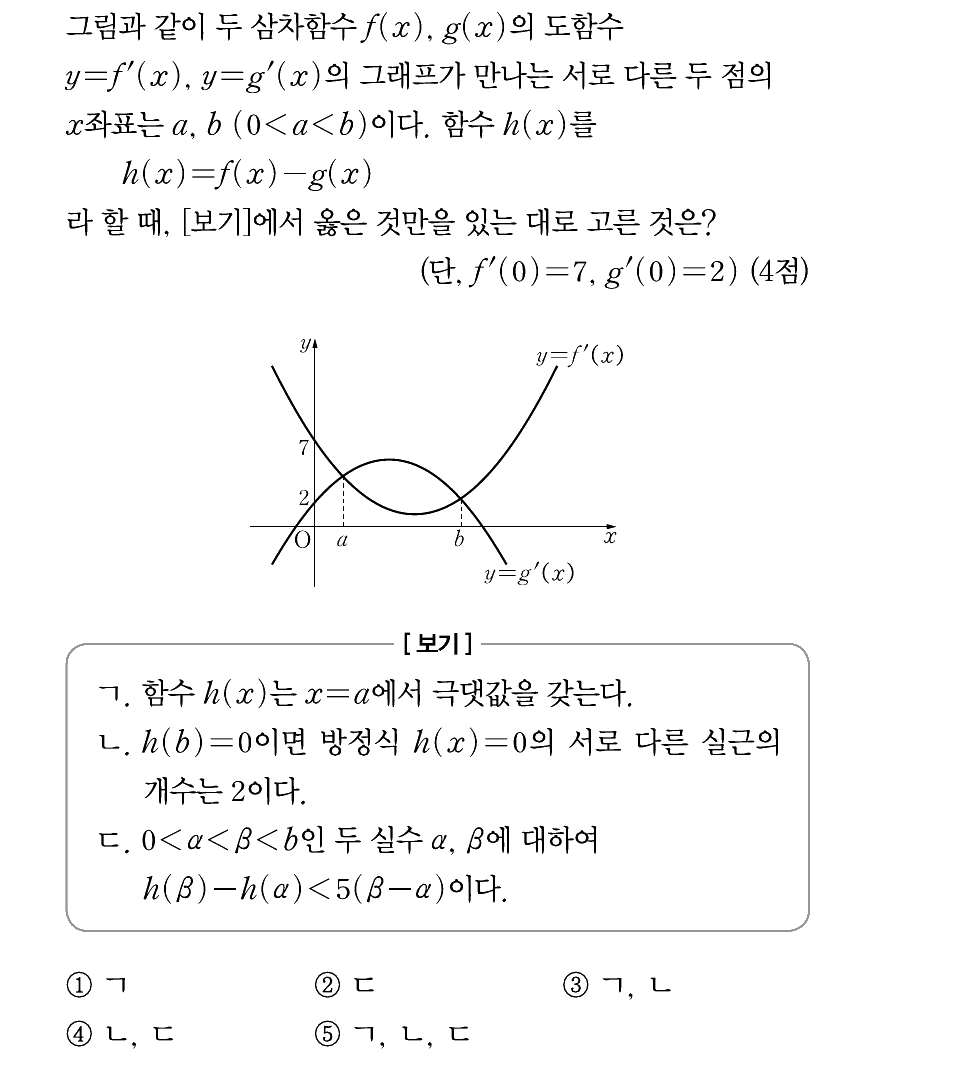 그림과 같이 두 삼차함수 f(x), g(x)의 도함수
y=f′(x), y=g′(x)의 그래프가 만나는 서로 다른 두 점의
x좌표는 a, b (0<a<b)이다. 함수 h(x)를
h(x)=f(x)-g(x)
라 할 때, [보기]에서 옳은 것만을 있는 대로 고른 것은?
(단, f′(0)=7, g′(0)=2) (4점)
y
y=f′(x)
7
2
O
a
b
x
y=g′(x)
[ 보기 ]
ㄱ. 함수 h(x)는 x=a에서 극댓값을 갖는다.
ㄴ. h(b)=0이면 방정식 h(x)=0의 서로 다른 실근의
개수는 2이다.
ㄷ. 0<α<β<b인 두 실수 α, β에 대하여
h(β)-h(α)<5(β-α)이다.
① ㄱ ② ㄷ ③ ㄱ, ㄴ
④ ㄴ, ㄷ ⑤ ㄱ, ㄴ, ㄷ